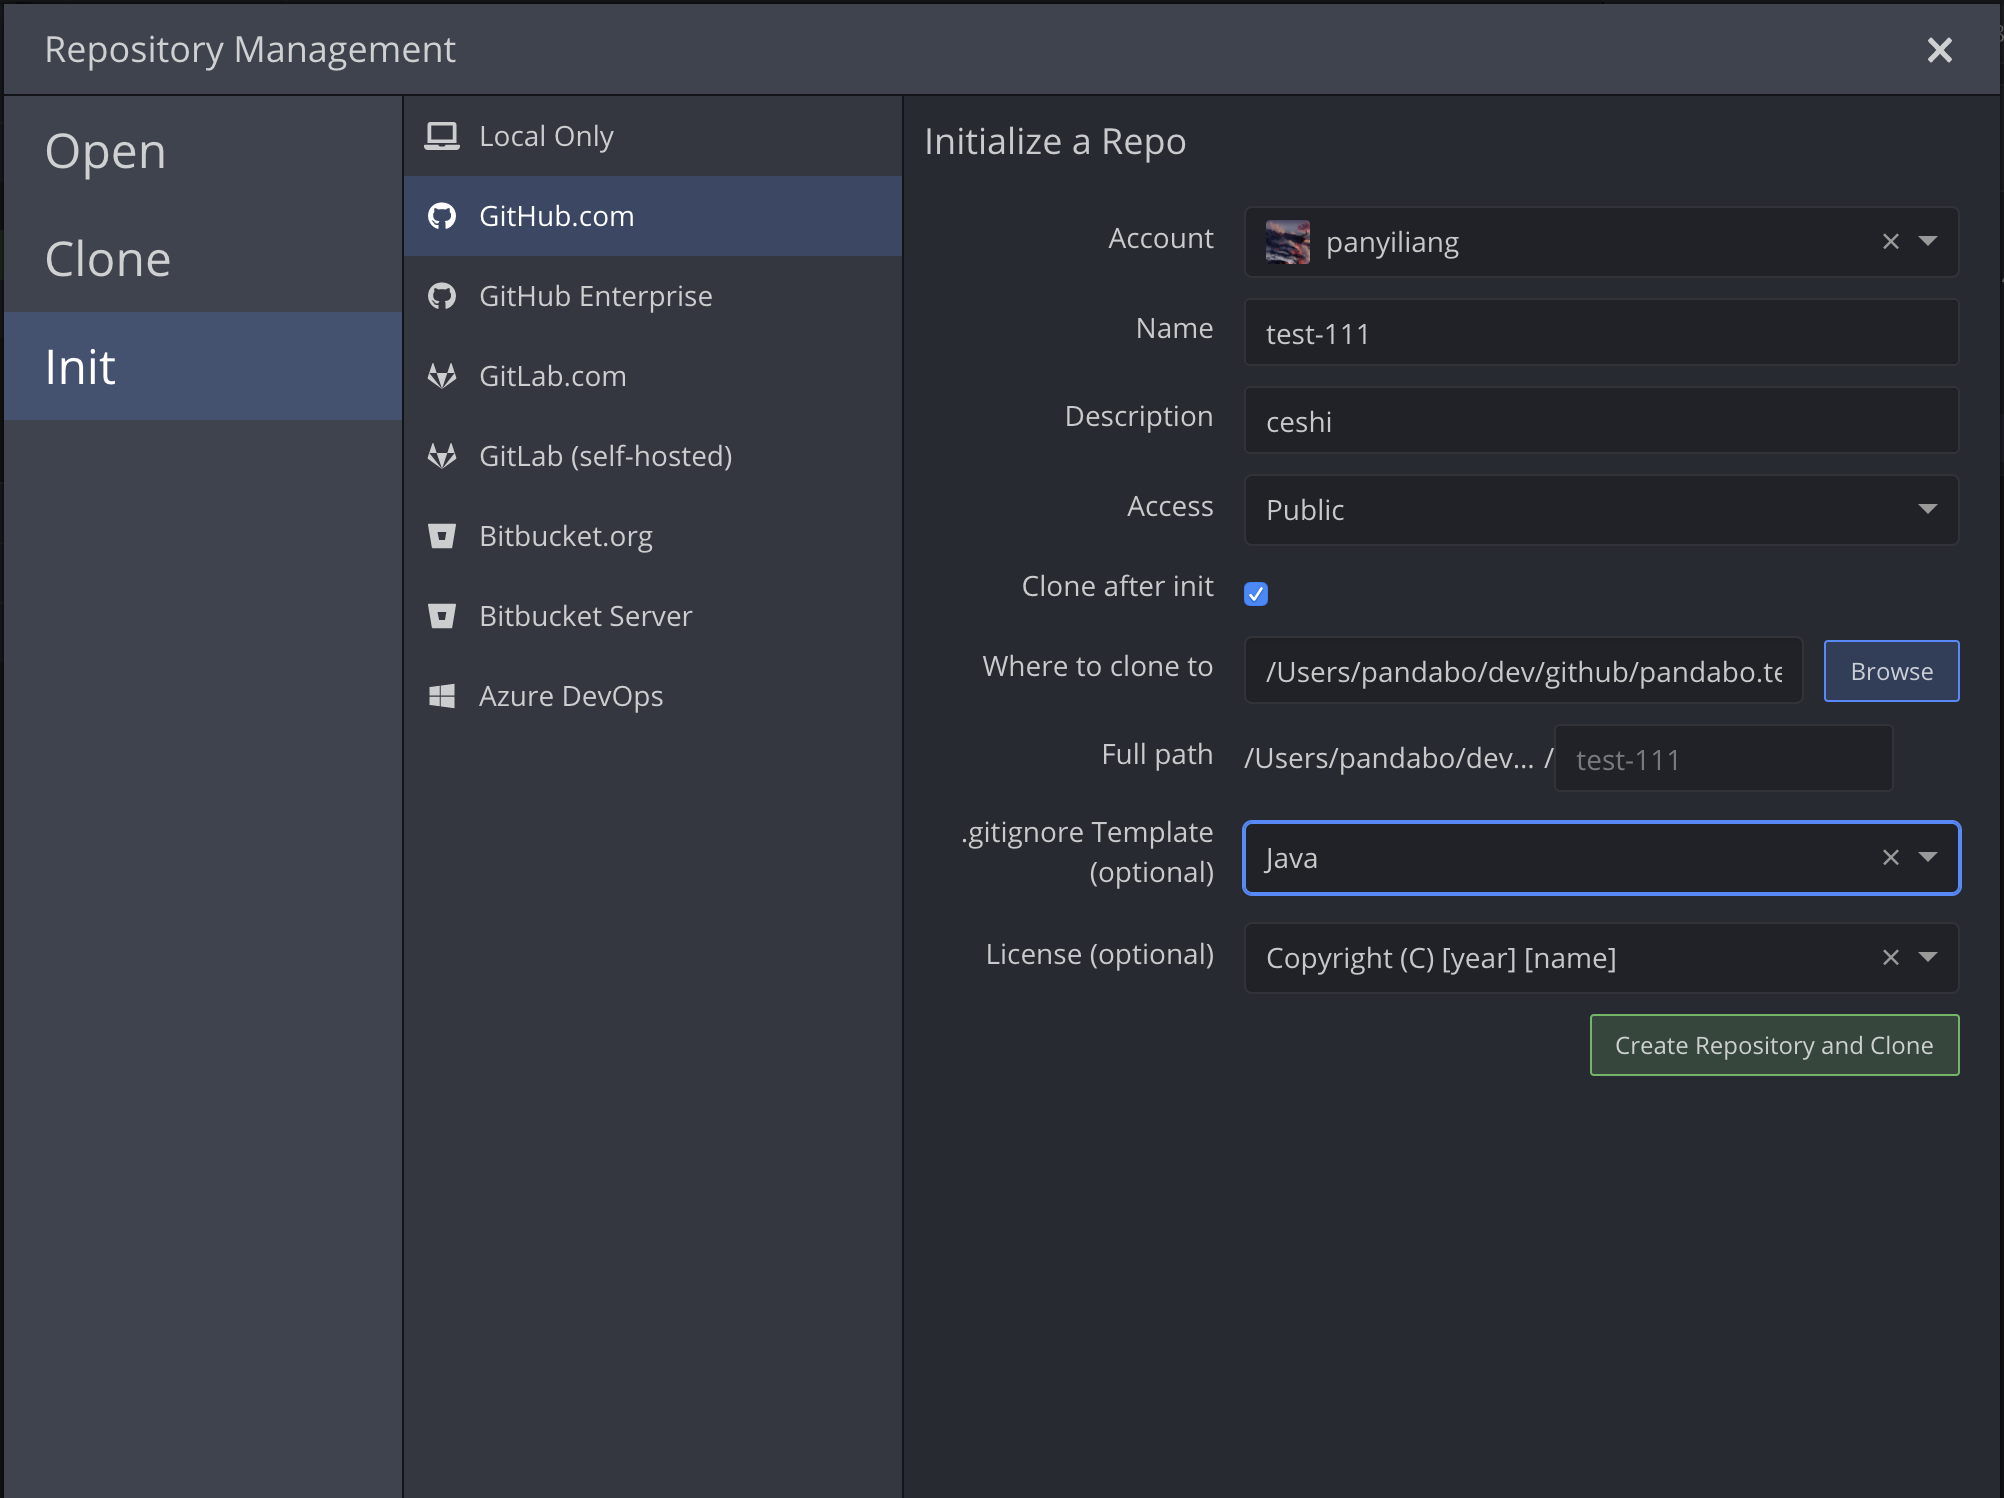 Repository Management
Open
Clone
Init
Local Only
GitHub.com
GitHub Enterprise
GitLab.com
GitLab (self-hosted)
Bitbucket.org
Bitbucket Server
Azure DevOps
Initialize a Repo
Account panyiliang
Name test-111
Description ceshi
Access Public
Clone after init
Where to clone to /Users/pandabo/dev/github/pandabo.te Browse
Full path /Users/pandabo/dev... / test-111
.gitignore Template
(optional)
Java
License (optional) Copyright (C) [year] [name]
Create Repository and Clone